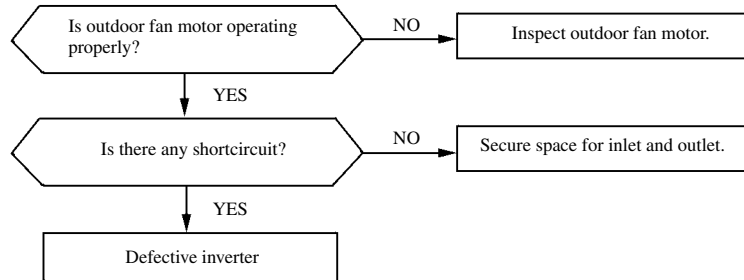 Is outdoor fan motor operating
properly?
NO
Inspect outdoor fan motor.
YES
Is there any shortcircuit?
NO
Secure space for inlet and outlet.
YES
Defective inverter